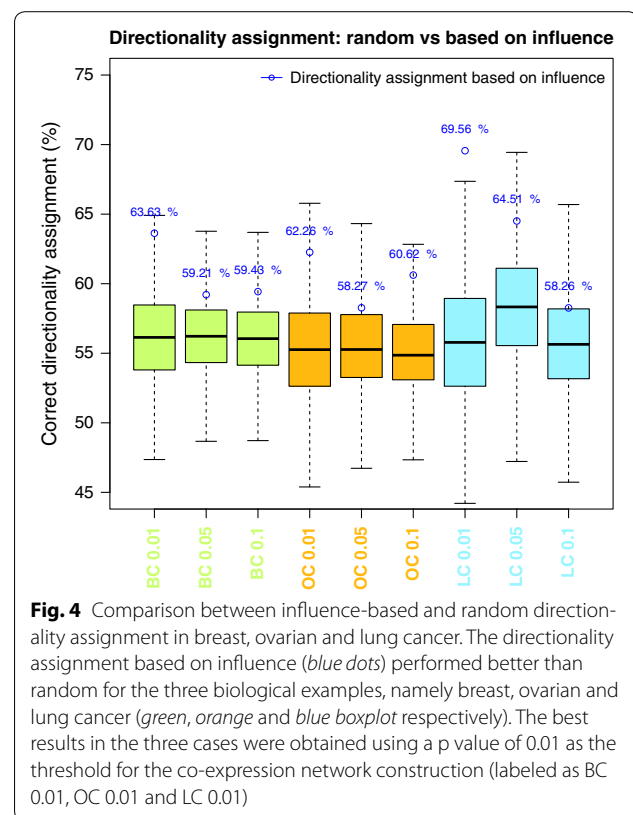 Directionality assignment: random vs based on influence
Directionality assignment based on influence
Correct directionality assignment (%)
75
70
65
60
55
50
45
63.63 %
59.21 %
59.43 %
62.26 %
58.27 %
60.62 %
69.56 %
64.51 %
58.26 %
BC 0.01
BC 0.05
BC 0.1
OC 0.01
OC 0.05
OC 0.1
LC 0.01
LC 0.05
LC 0.1
Fig. 4 Comparison between influence-based and random direction-
ality assignment in breast, ovarian and lung cancer. The directionality
assignment based on influence (blue dots) performed better than
random for the three biological examples, namely breast, ovarian and
lung cancer (green, orange and blue boxplot respectively). The best
results in the three cases were obtained using a p value of 0.01 as the
threshold for the co-expression network construction (labeled as BC
0.01, OC 0.01 and LC 0.01)